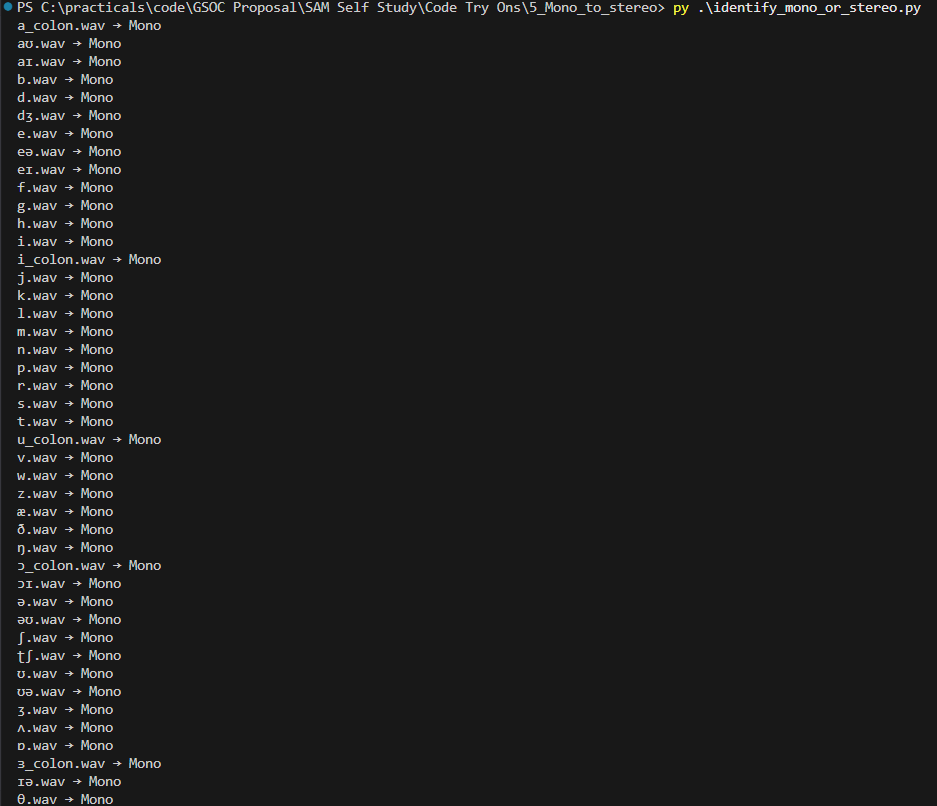 PS C:\practicals\code\GSOC Proposal\SAM Self Study\Code Try Ons\5_Mono_to_stereo> py .\identify_mono_or_stereo.py
a_colon.wav → Mono
aʊ.wav → Mono
aɪ.wav → Mono
b.wav → Mono
d.wav → Mono
dʒ.wav → Mono
e.wav → Mono
eə.wav → Mono
eɪ.wav → Mono
f.wav → Mono
g.wav → Mono
h.wav → Mono
i.wav → Mono
i_colon.wav → Mono
j.wav → Mono
k.wav → Mono
l.wav → Mono
m.wav → Mono
n.wav → Mono
p.wav → Mono
r.wav → Mono
s.wav → Mono
t.wav → Mono
u_colon.wav → Mono
v.wav → Mono
w.wav → Mono
z.wav → Mono
æ.wav → Mono
ð.wav → Mono
ŋ.wav → Mono
ɔ_colon.wav → Mono
ɔɪ.wav → Mono
ə.wav → Mono
əʊ.wav → Mono
ʃ.wav → Mono
ʈʃ.wav → Mono
ʊ.wav → Mono
ʊə.wav → Mono
ʒ.wav → Mono
ʌ.wav → Mono
ɒ.wav → Mono
ɜ_colon.wav → Mono
ɪə.wav → Mono
θ.wav → Mono